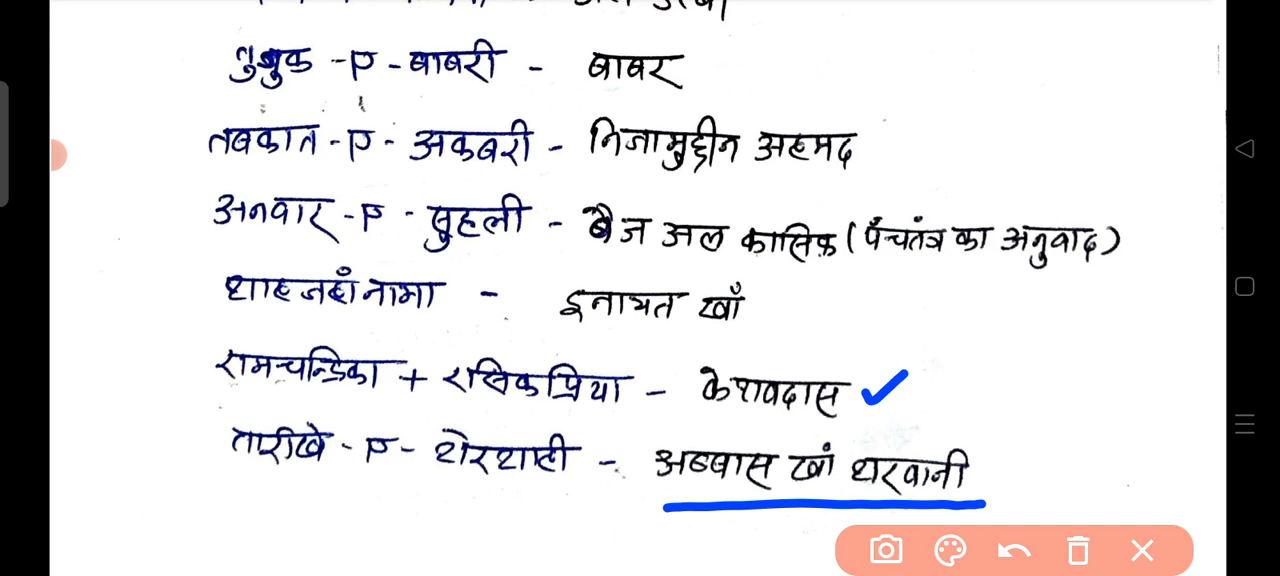 तुजुक -ए- बाबरी - बाबर
तबकात -ए- अकबरी - निजामुद्दीन अहमद
अनवार -ए- सुहली - बैज अल कासिफ़ (पँचतंत्र का अनुवाद)
शाहजहाँनामा - इनायत खाँ
रामचन्द्रिका + रसिकप्रिया - केशवदास
तारीखे -ए- शेरशाही - अब्बास खां शरवानी